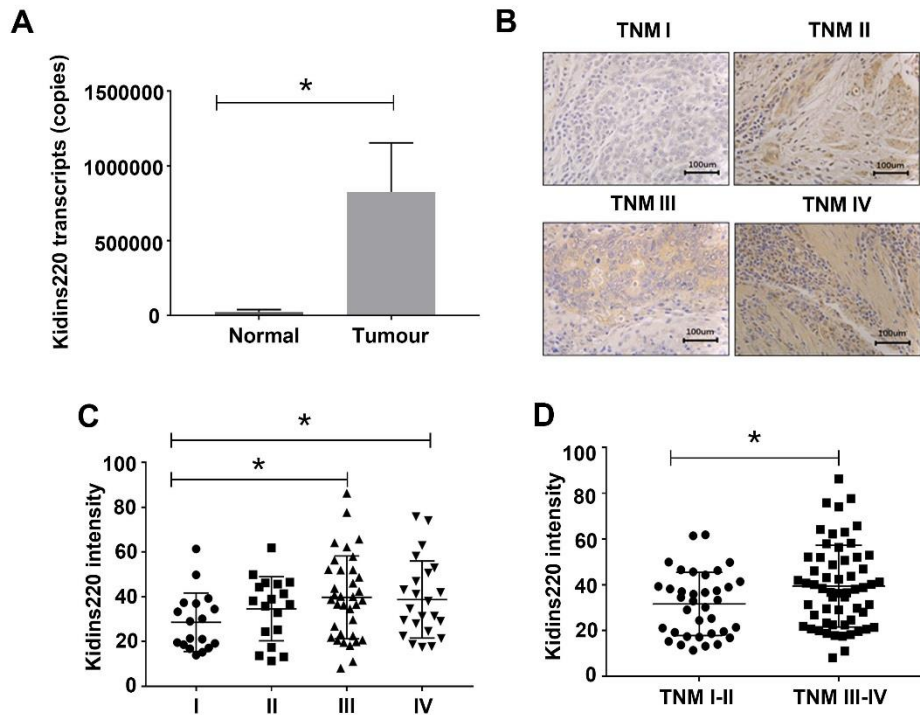 A
Kidins220 transcripts (copies)
1500000
1000000
500000
0
*
Normal
Tumour
B
TNM I
TNM II
100um
100um
TNM III
TNM IV
100um
100um
C
Kidins220 intensity
100
80
60
40
20
0
*
*
I
II
III
IV
D
Kidins220 intensity
100
80
60
40
20
0
*
TNM I-II
TNM III-IV